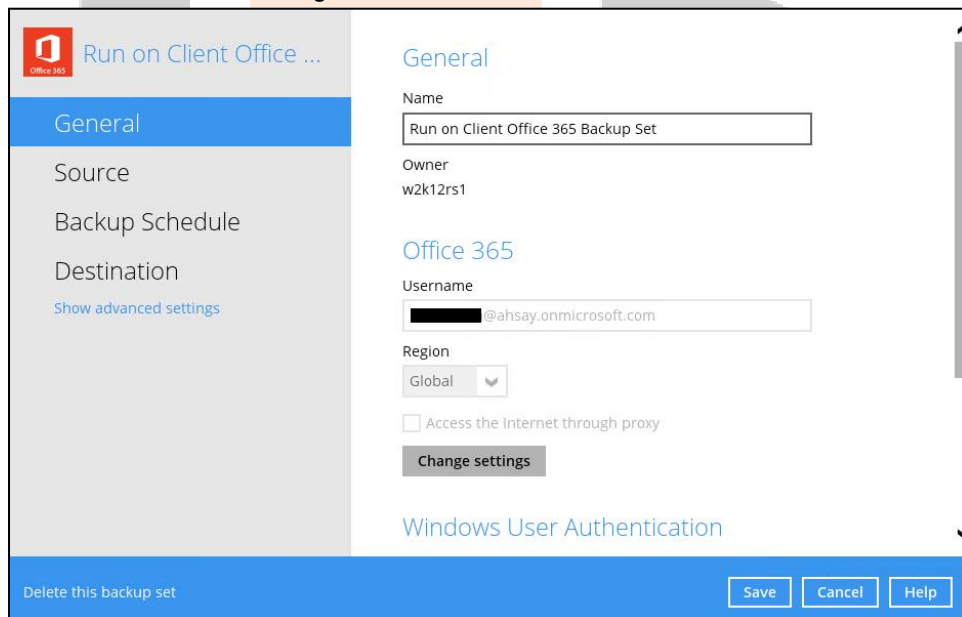 Office 365
Run on Client Office ...
General
Source
Backup Schedule
Destination
Show advanced settings
General
Name
Run on Client Office 365 Backup Set
Owner
w2k12rs1
Office 365
Username
@ahsay.onmicrosoft.com
Region
Global
Access the Internet through proxy
Change settings
Windows User Authentication
Delete this backup set
Save Cancel Help